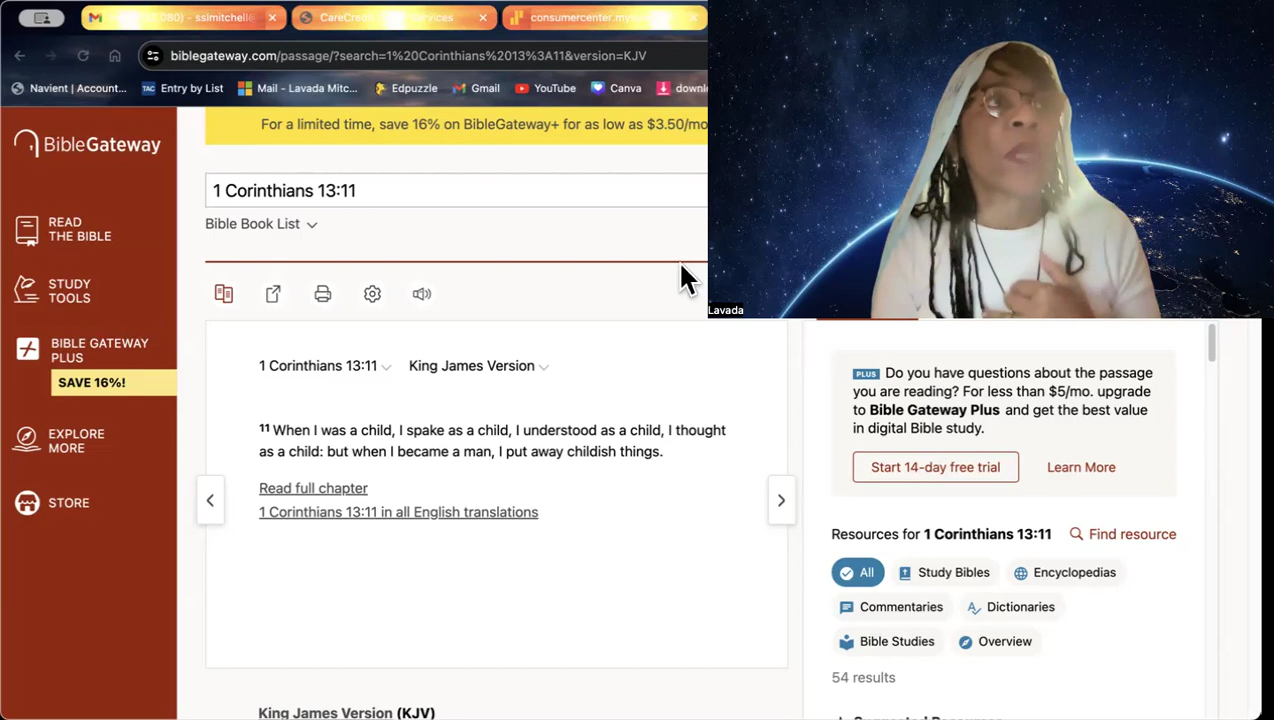 080) - ssimitchelle
CareCred
Services
consumercenter.my
biblegateway.com/passage/?search=1%20Corinthians%2013%3A11&version=KJV
Navient | Account...
TAC Entry by List
Mail - Lavada Mitc...
Edpuzzle
Gmail
YouTube
Canva
downlo
BibleGateway
For a limited time, save 16% on BibleGateway+ for as low as $3.50/mo
1 Corinthians 13:11
Bible Book List
READ
THE BIBLE
STUDY
TOOLS
BIBLE GATEWAY
PLUS
SAVE 16%!
EXPLORE
MORE
STORE
Lavada
1 Corinthians 13:11
King James Version
11 When I was a child, I spake as a child, I understood as a child, I thought
as a child: but when I became a man, I put away childish things.
Read full chapter
1 Corinthians 13:11 in all English translations
King James Version (KJV)
PLUS Do you have questions about the passage
you are reading? For less than $5/mo. upgrade
to Bible Gateway Plus and get the best value
in digital Bible study.
Start 14-day free trial
Learn More
Resources for 1 Corinthians 13:11
Find resource
All
Study Bibles
Encyclopedias
Commentaries
Dictionaries
Bible Studies
Overview
54 results
Suggested Resources